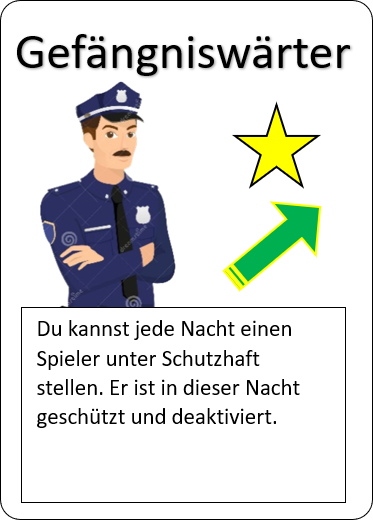 Gefängniswärter
Du kannst jede Nacht einen
Spieler unter Schutzhaft
stellen. Er ist in dieser Nacht
geschützt und deaktiviert.